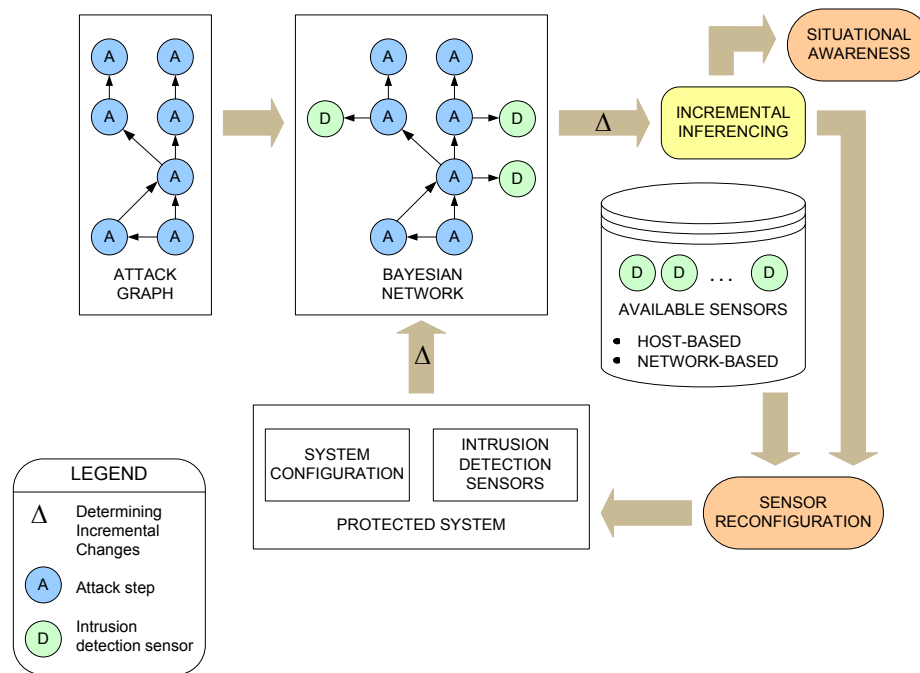 A A
A A
A
A A
ATTACK
GRAPH
A A
D A A D
A D
A A
BAYESIAN
NETWORK
Δ
INCREMENTAL
INFERENCING
SITUATIONAL
AWARENESS
D D ... D
AVAILABLE SENSORS
• HOST-BASED
• NETWORK-BASED
Δ
SYSTEM
CONFIGURATION
INTRUSION
DETECTION
SENSORS
PROTECTED SYSTEM
SENSOR
RECONFIGURATION
LEGEND
Δ Determining
Incremental
Changes
A Attack step
D Intrusion
detection sensor